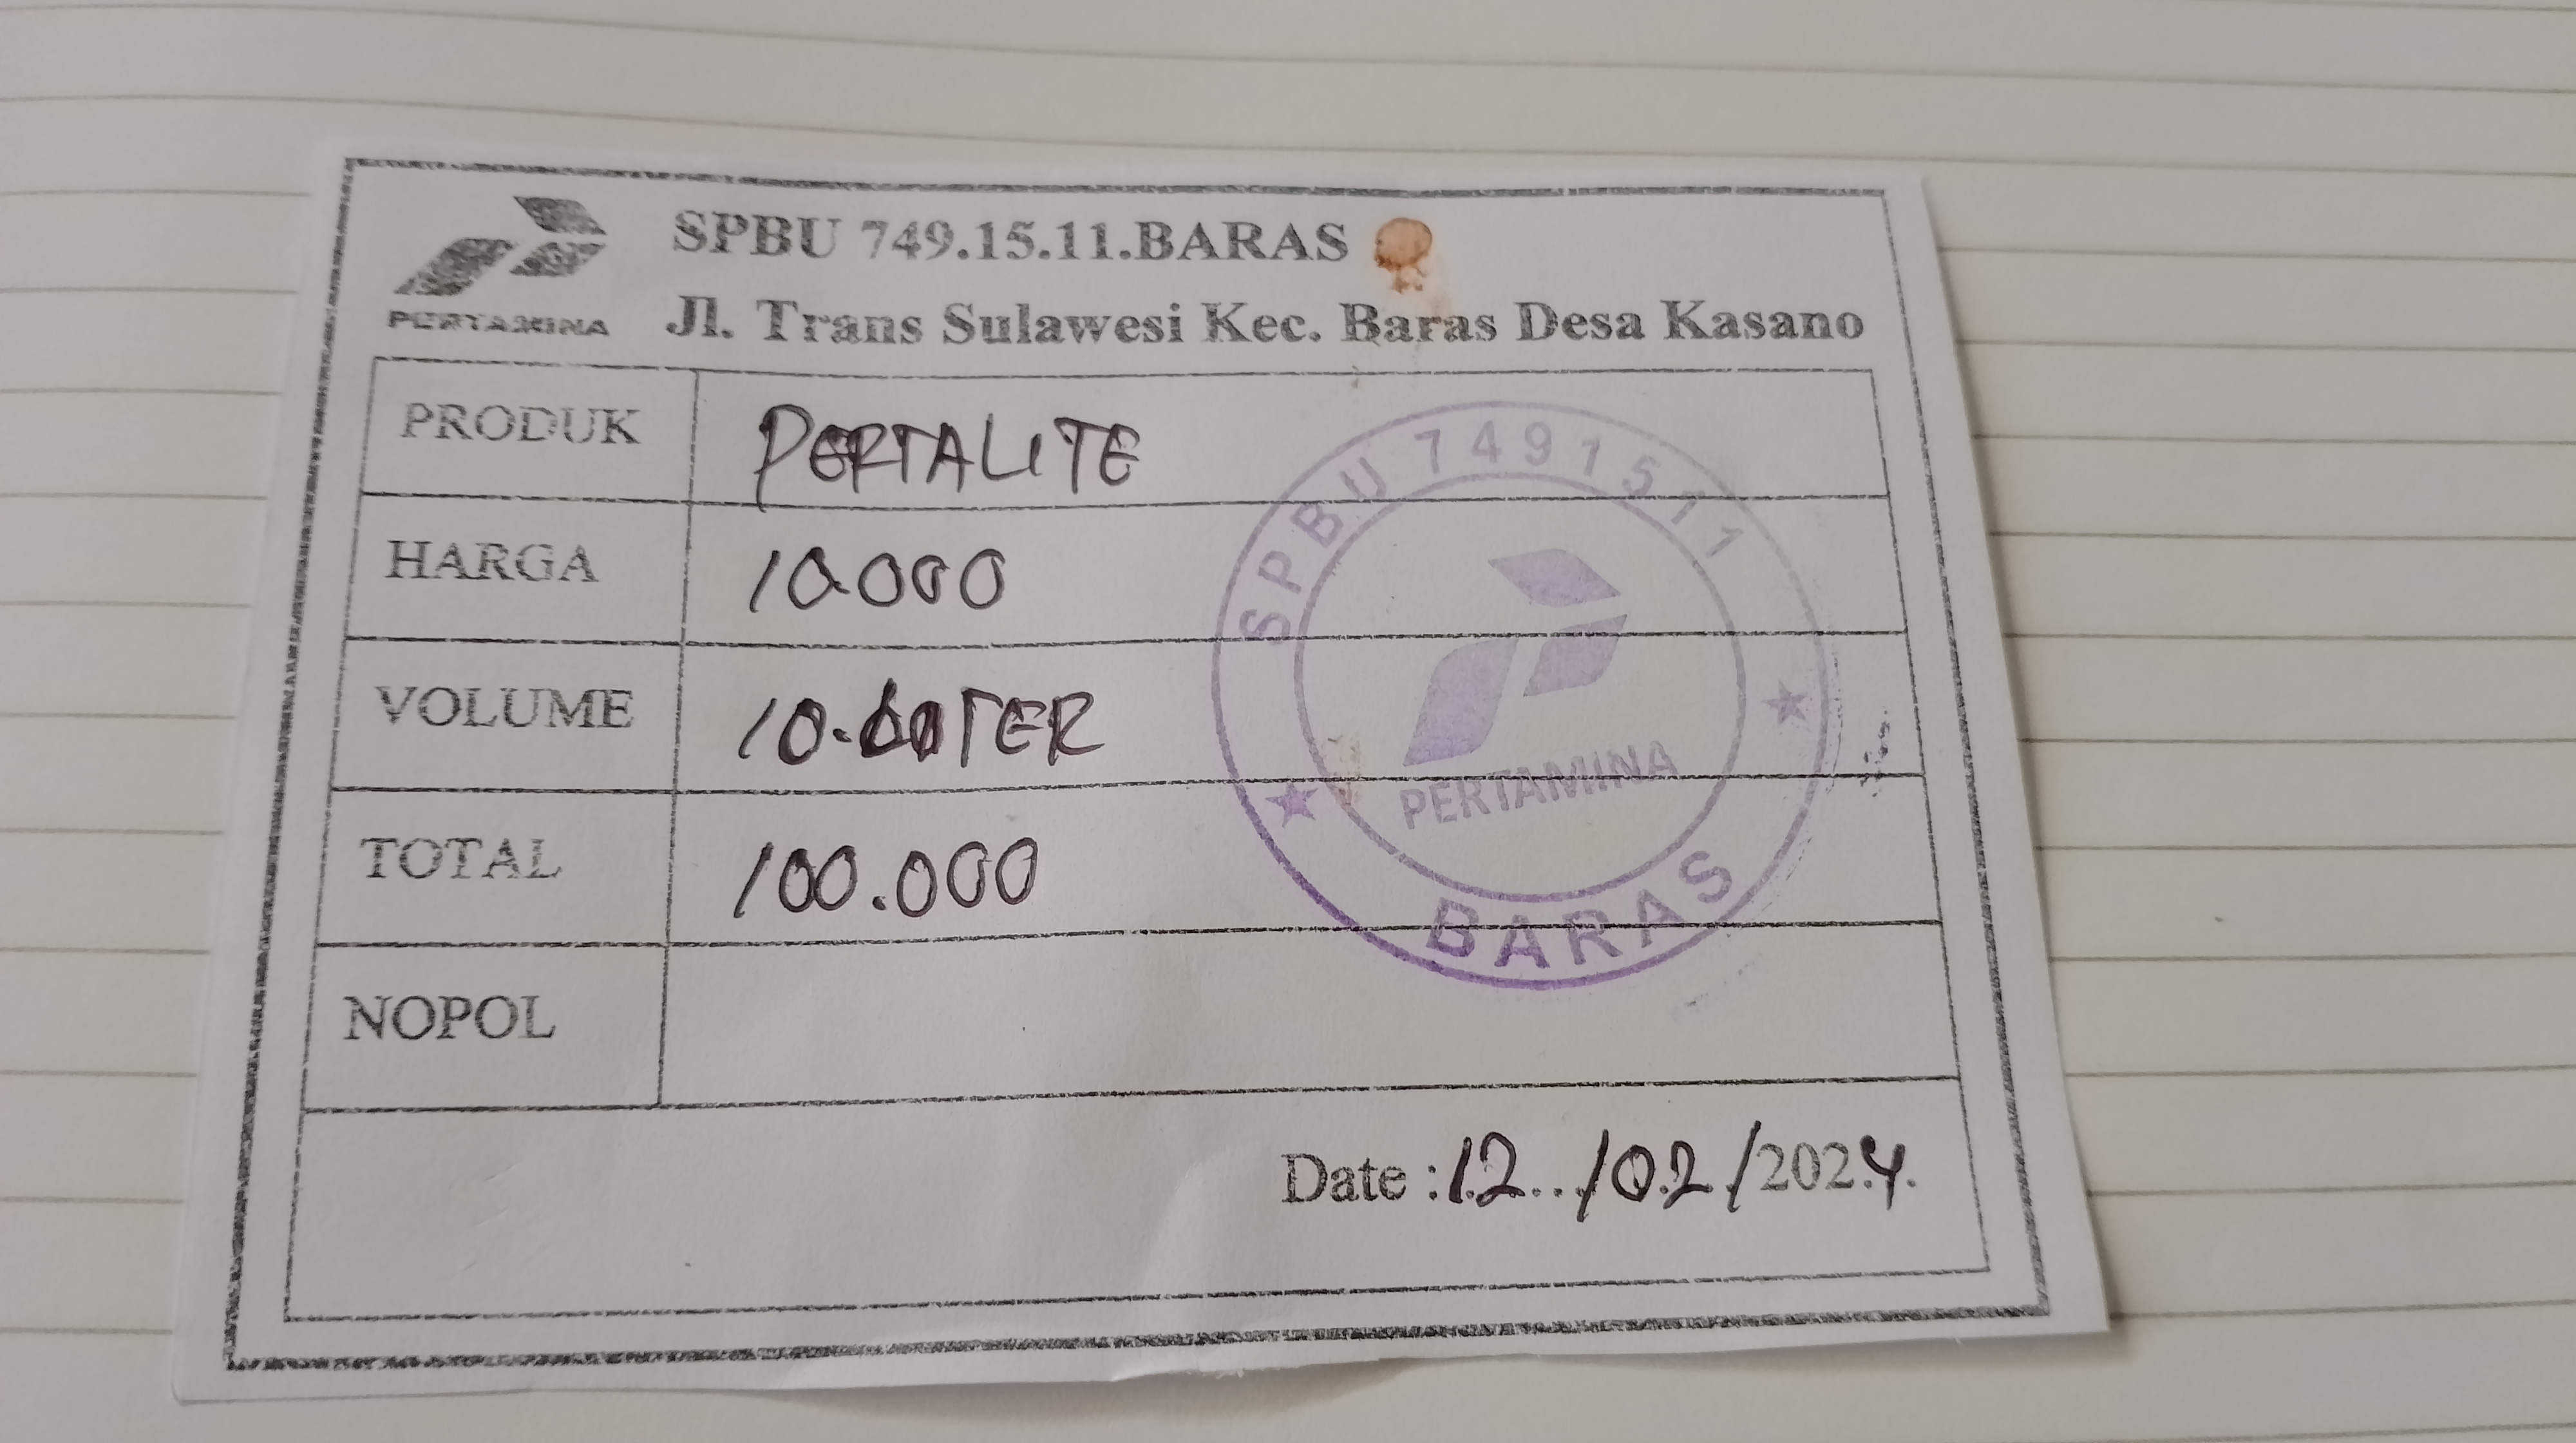 SPBU 749.15.11.BARAS
PERTAMINA
Jl. Trans Sulawesi Kec. Baras Desa Kasano
PRODUK PERTALITE
HARGA 10.000
VOLUME 10.
TOTAL 100.000
NOPOL
SPBU 7491511
PERTAMINA
BARAS
Date :12.../02/2024.